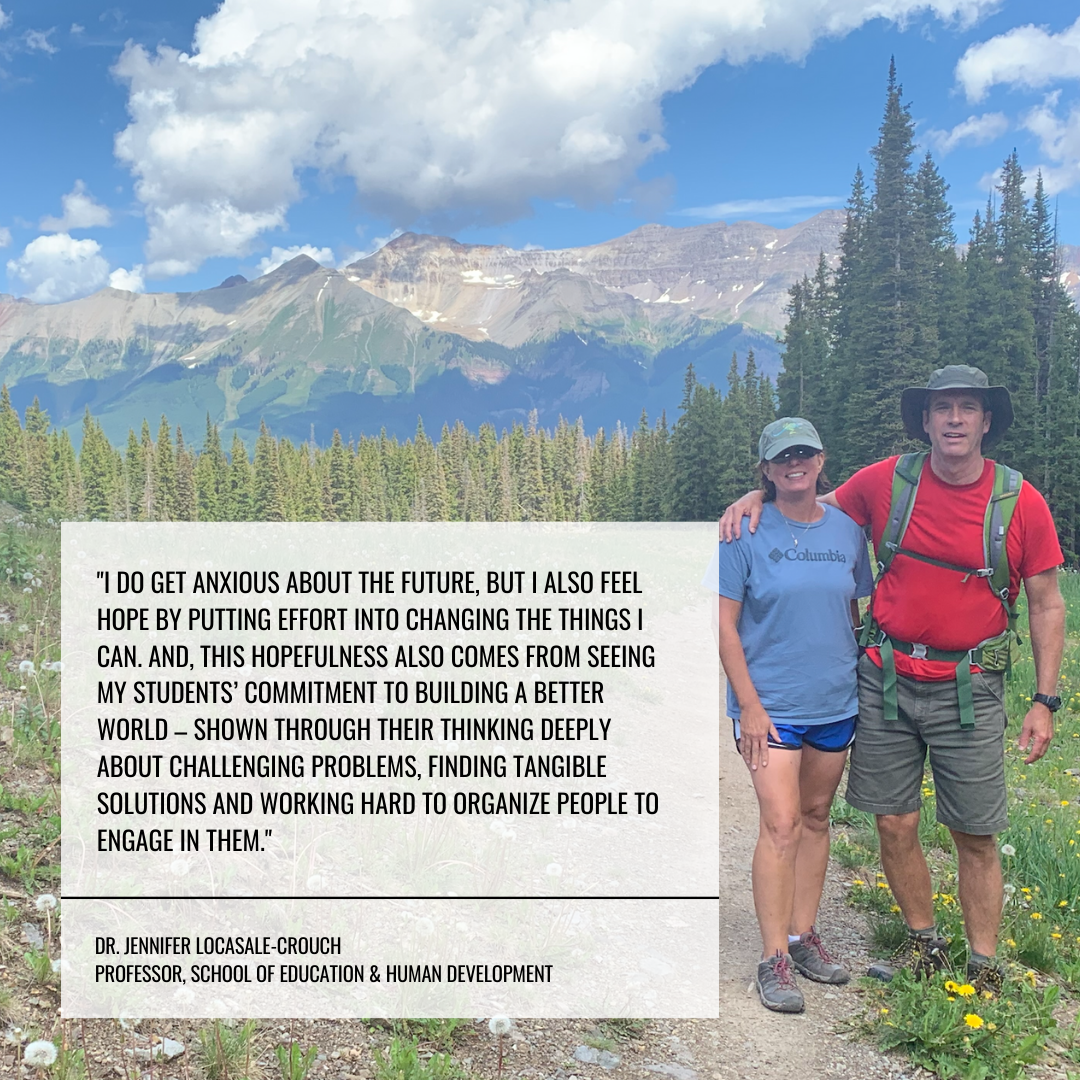 Columbia
"I DO GET ANXIOUS ABOUT THE FUTURE, BUT I ALSO FEEL
HOPE BY PUTTING EFFORT INTO CHANGING THE THINGS I
CAN. AND, THIS HOPEFULNESS ALSO COMES FROM SEEING
MY STUDENTS’ COMMITMENT TO BUILDING A BETTER
WORLD – SHOWN THROUGH THEIR THINKING DEEPLY
ABOUT CHALLENGING PROBLEMS, FINDING TANGIBLE
SOLUTIONS AND WORKING HARD TO ORGANIZE PEOPLE TO
ENGAGE IN THEM."
DR. JENNIFER LOCASALE-CROUCH
PROFESSOR, SCHOOL OF EDUCATION & HUMAN DEVELOPMENT